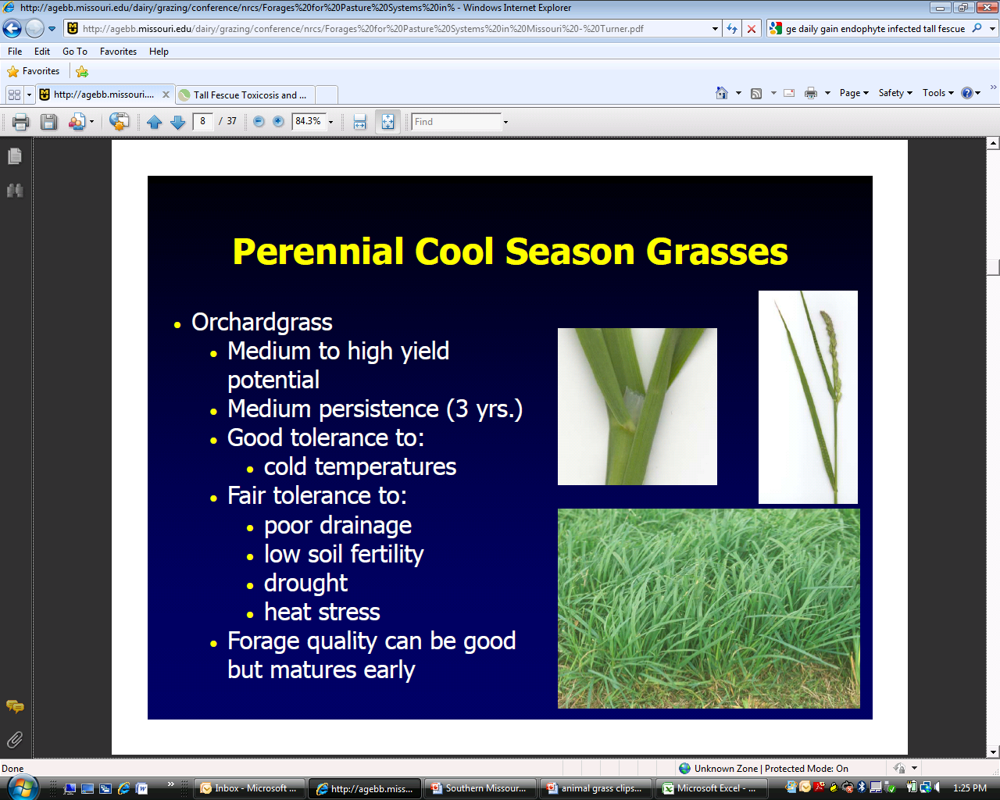 http://agebb.missouri.edu/dairy/grazing/conference/nrcs/Forages%20for%20Pasture%20Systems%20in% - Windows Internet Explorer
http://agebb.missouri.edu/dairy/grazing/conference/nrcs/Forages%20for%20Pasture%20Systems%20in%20Missouri%20-%20Turner.pdf
ge daily gain endophyte infected tall fescue
File Edit Go To Favorites Help
Favorites
http://agebb.missouri.... Tall Fescue Toxicosis and ... Page Safety Tools
8 / 37 84.3% Find
Perennial Cool Season Grasses
Orchardgrass
Medium to high yield
potential
Medium persistence (3 yrs.)
Good tolerance to:
cold temperatures
Fair tolerance to:
poor drainage
low soil fertility
drought
heat stress
Forage quality can be good
but matures early
Done Unknown Zone | Protected Mode: On
Inbox - Microsoft ... http://agebb.miss... Southern Missour... animal grass clips... Microsoft Excel - ... 1:25 PM